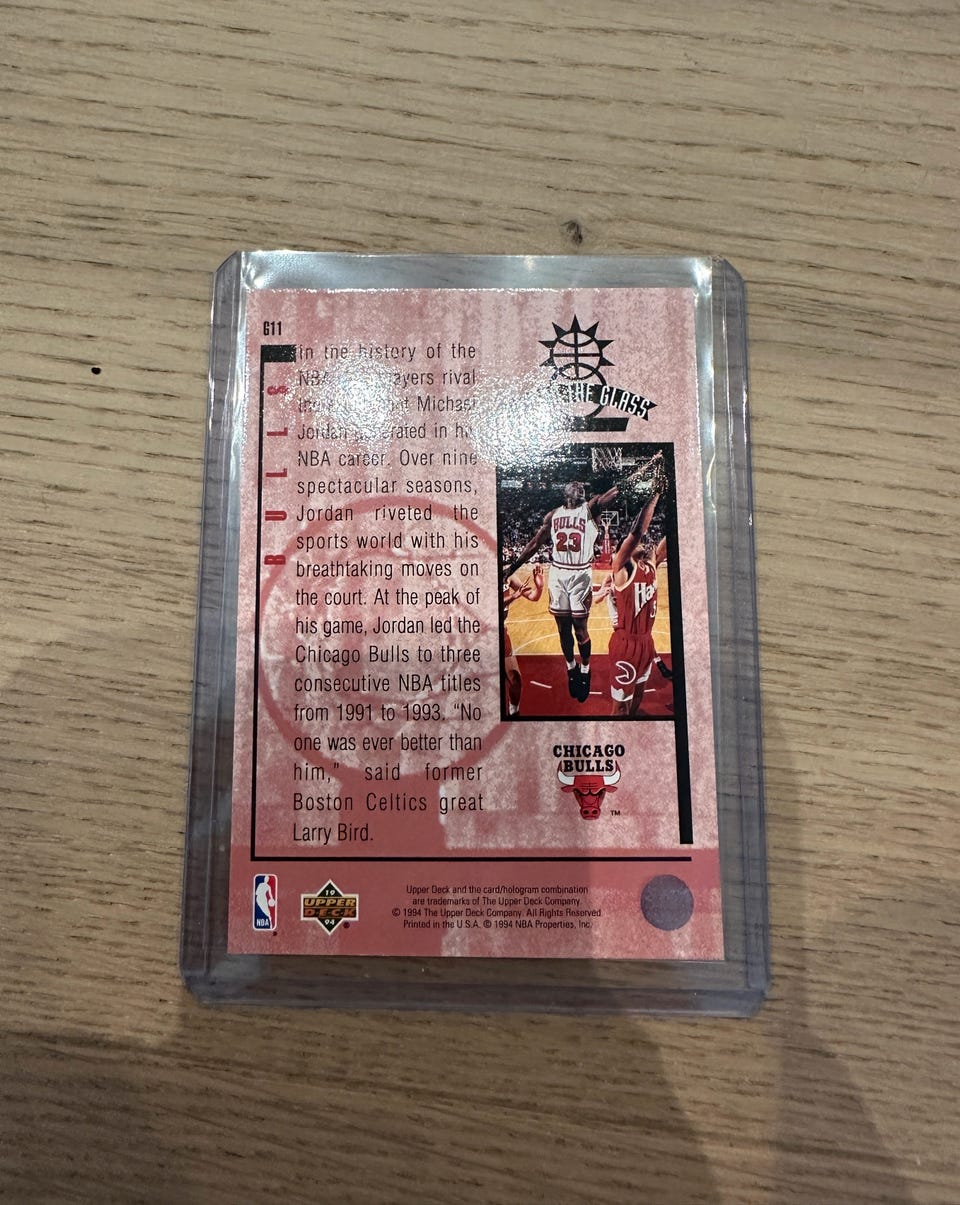 G11
BULLS
In the history of the
NBA ayers rival
Michael
Jordan in his
NBA career. Over nine
spectacular seasons,
Jordan riveted the
sports world with his
breathtaking moves on
the court. At the peak of
his game, Jordan led the
Chicago Bulls to three
consecutive NBA titles
from 1991 to 1993. “No
one was ever better than
him,” said former
Boston Celtics great
Larry Bird.
THE GLASS
BULLS
23
Ha
CHICAGO
BULLS
TM
NBA
19
UPPER
DECK
94
®
Upper Deck and the card/hologram combination
are trademarks of The Upper Deck Company.
© 1994 The Upper Deck Company. All Rights Reserved.
Printed in the U.S.A. © 1994 NBA Properties, Inc.